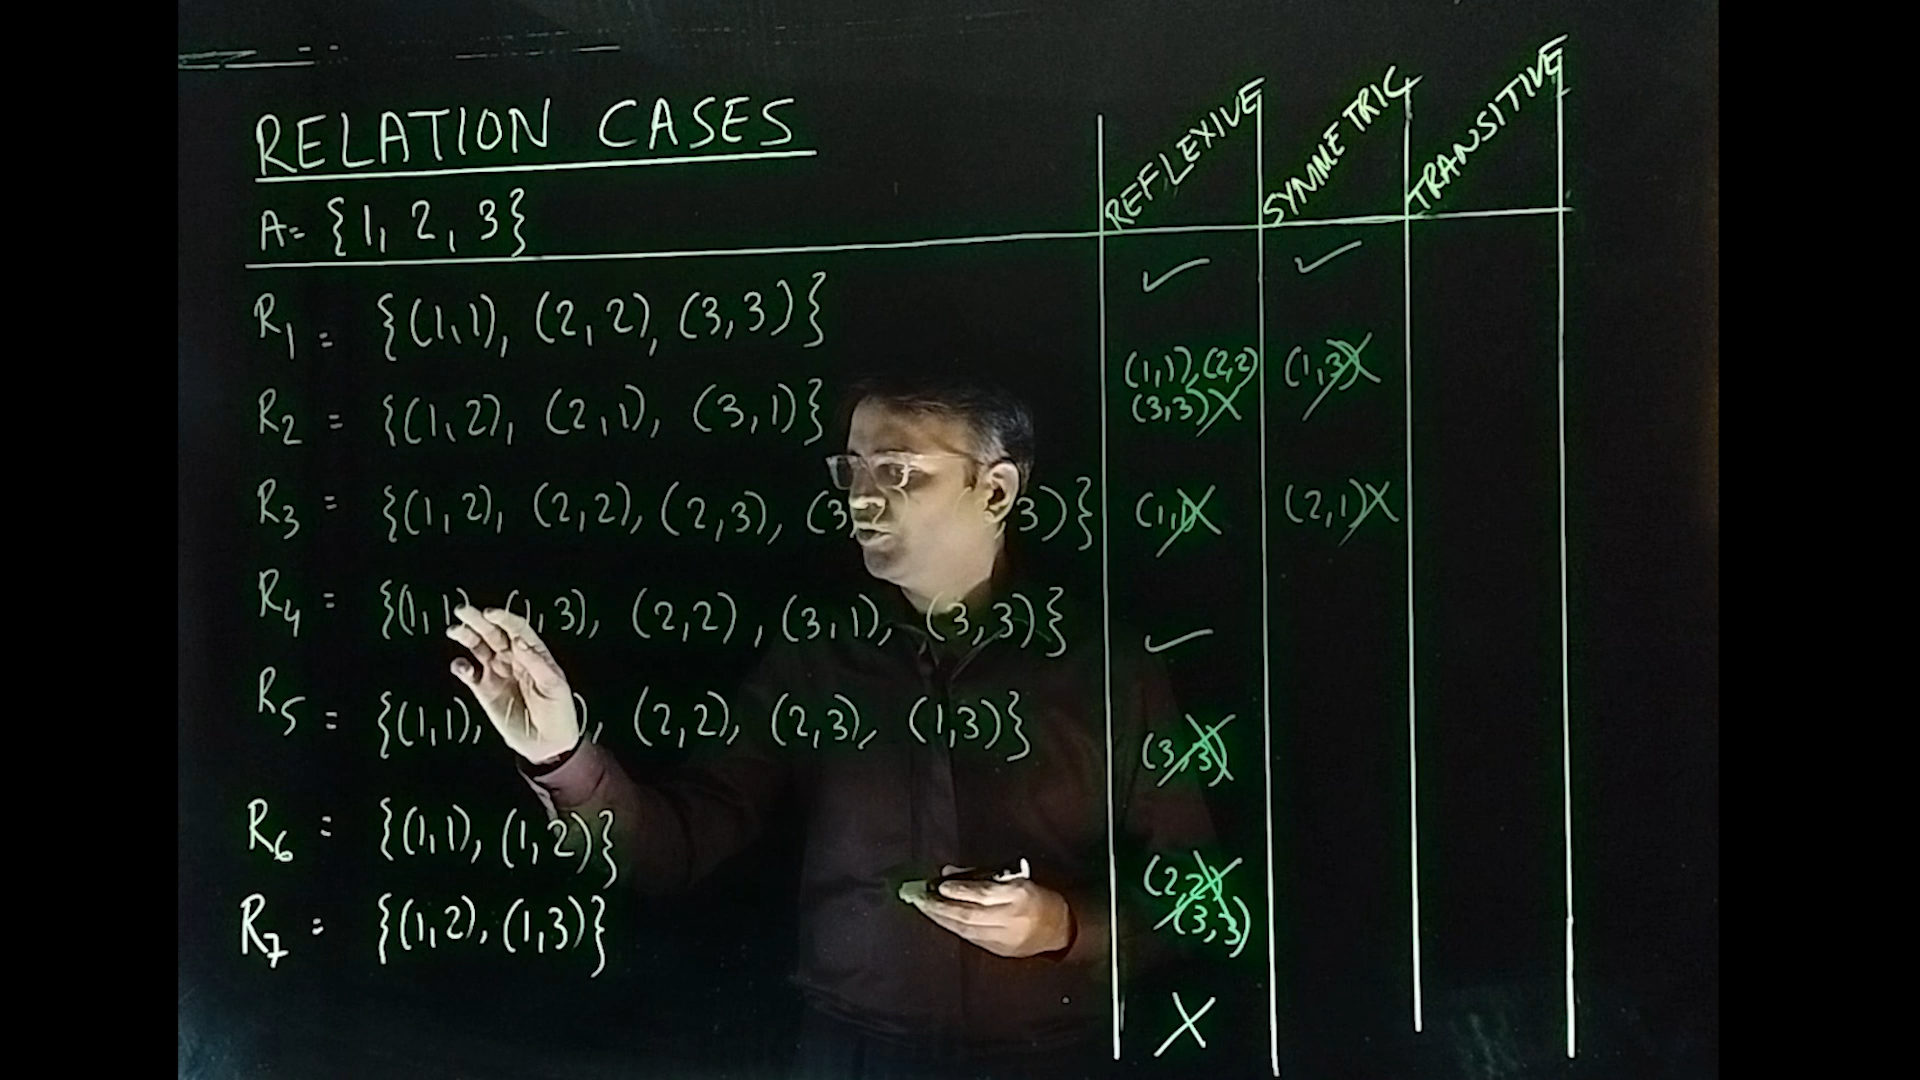 RELATION CASES
A= {1, 2, 3}
REFLEXIVE
SYMMETRIC
TRANSITIVE
R1 = {(1,1), (2,2), (3,3)}
✓ ✓
R2 = {(1,2), (2,1), (3,1)}
(1,1), (2,2) (1,3)X
(3,3)X
R3 = {(1,2), (2,2), (2,3), (3, 3)}
(1,1)X (2,1)X
R4 = {(1,1), (1,3), (2,2), (3,1), (3,3)}
✓
R5 = {(1,1), (2,2), (2,3), (1,3)}
(3,3)X
R6 = {(1,1), (1,2)}
(2,2)X
(3,3)
R7 = {(1,2), (1,3)}
X